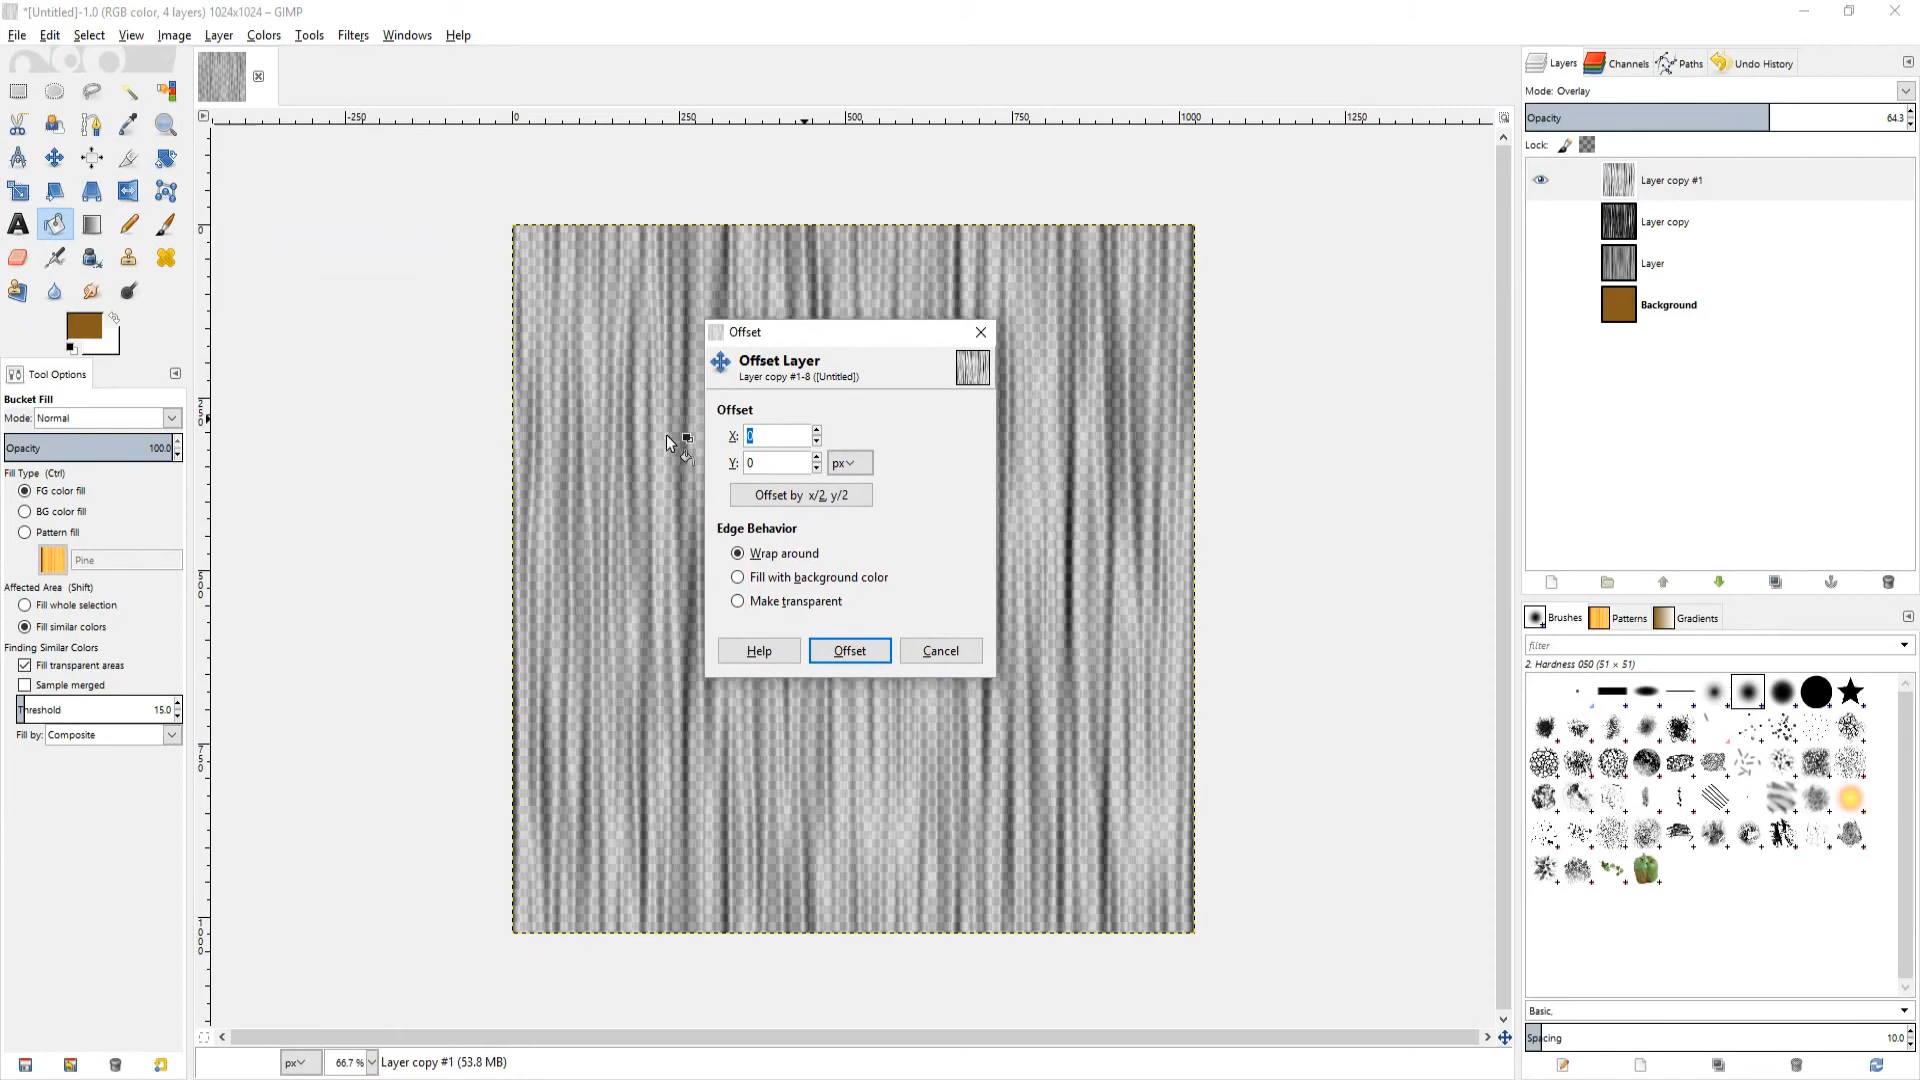 *[Untitled]-1.0 (RGB color, 4 layers) 1024x1024 – GIMP
File Edit Select View Image Layer Colors Tools Filters Windows Help
Layers Channels Paths Undo History
Mode: Overlay
Opacity 64.3
Lock:
Layer copy #1
Layer copy
Layer
Background
-250 0 250 500 750 1000 1250
0
250
500
750
1000
Tool Options
Bucket Fill
Mode: Normal
Opacity 100.0
Fill Type (Ctrl)
FG color fill
BG color fill
Pattern fill
Pine
Affected Area (Shift)
Fill whole selection
Fill similar colors
Finding Similar Colors
Fill transparent areas
Sample merged
Threshold 15.0
Fill by: Composite
Offset
Offset Layer
Layer copy #1-8 ([Untitled])
Offset
X: 0
Y: 0 px
Offset by x/2, y/2
Edge Behavior
Wrap around
Fill with background color
Make transparent
Help Offset Cancel
Brushes Patterns Gradients
filter
2. Hardness 050 (51 × 51)
Basic,
Spacing 10.0
px 66.7 % Layer copy #1 (53.8 MB)